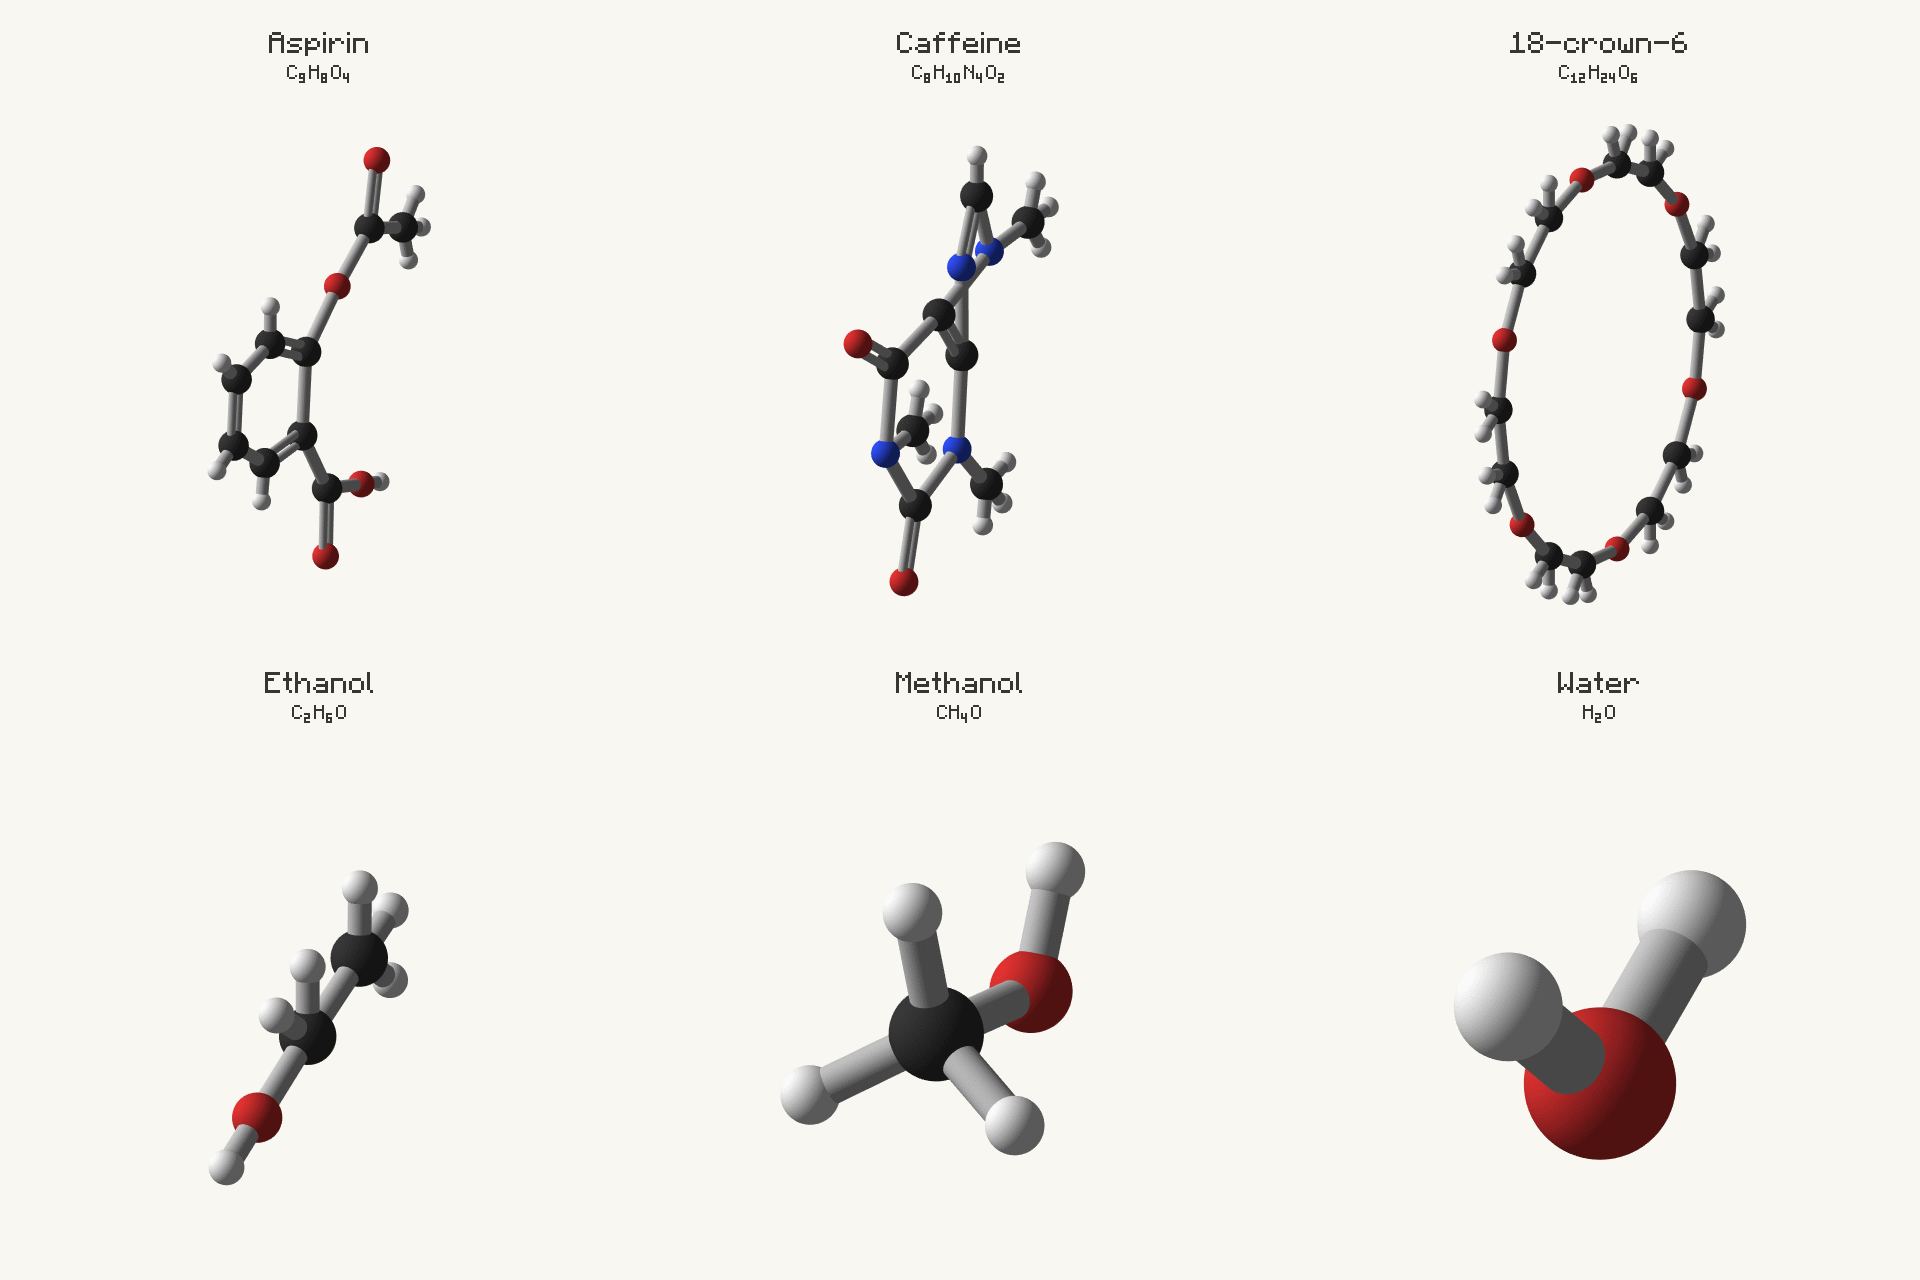 Aspirin
C₉H₈O₄
Caffeine
C₈H₁₀N₄O₂
18-crown-6
C₁₂H₂₄O₆
Ethanol
C₂H₆O
Methanol
CH₄O
Water
H₂O